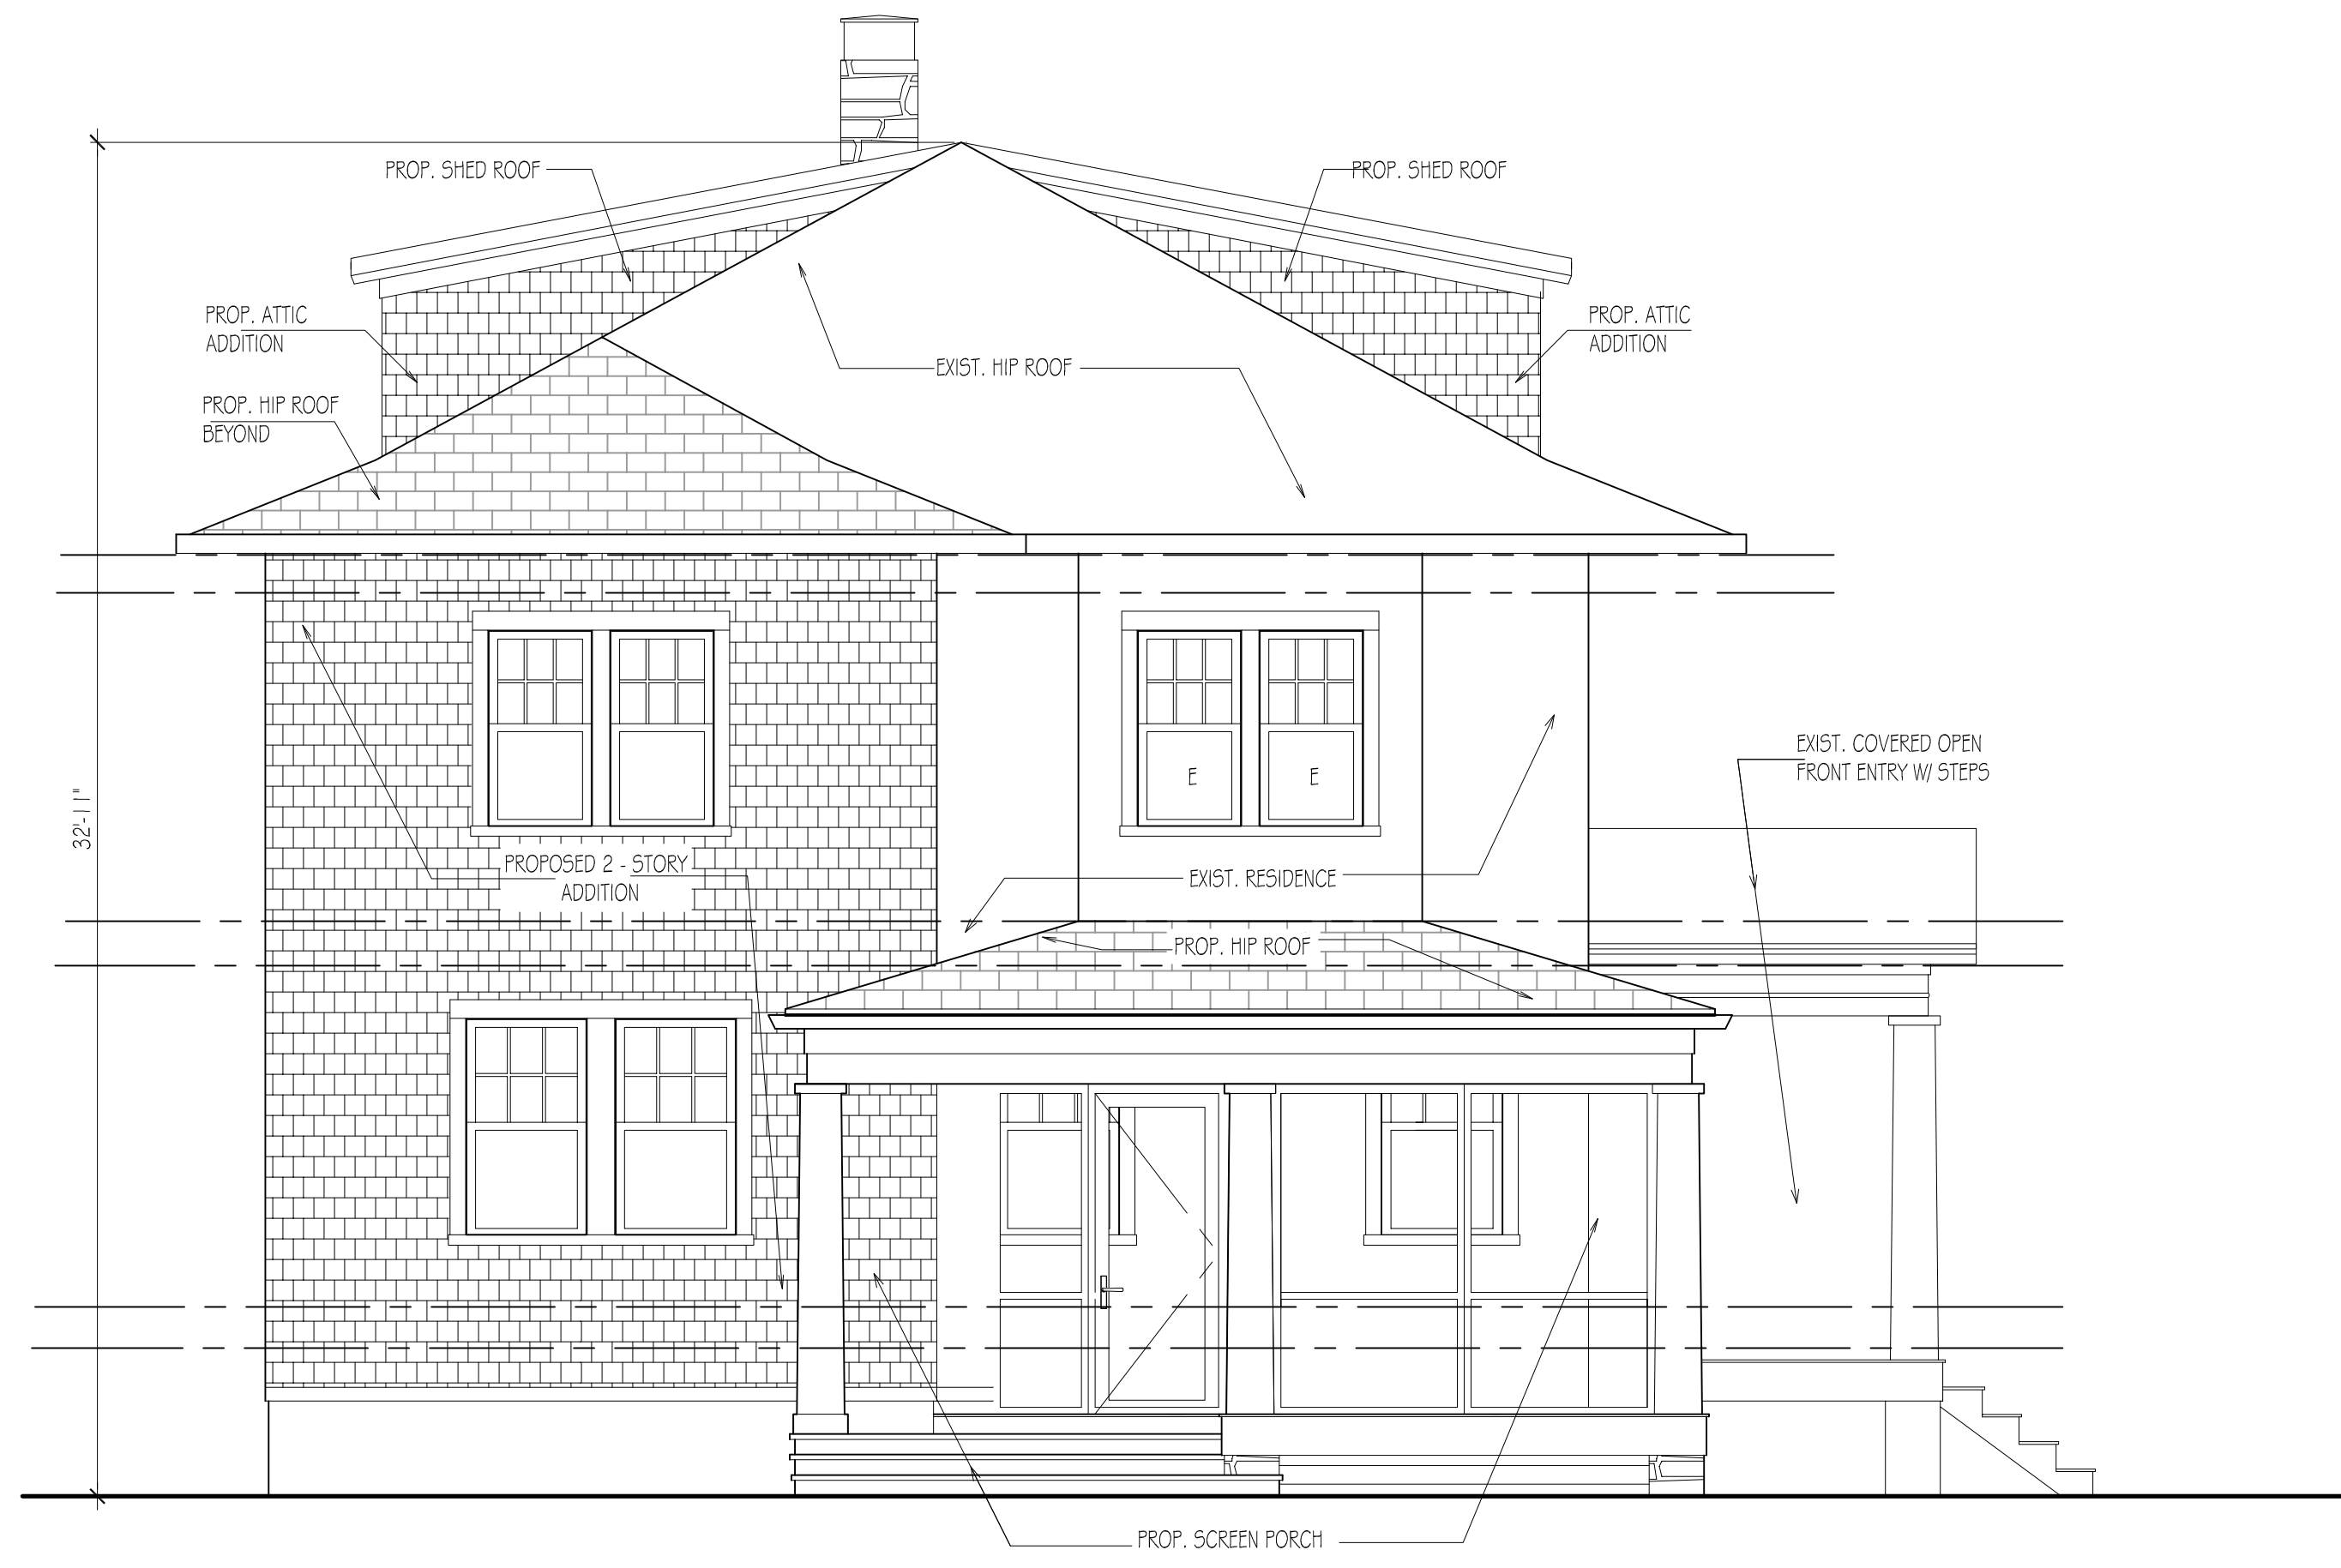 PROP. SHED ROOF
PROP. SHED ROOF
PROP. ATTIC
ADDITION
PROP. ATTIC
ADDITION
EXIST. HIP ROOF
PROP. HIP ROOF
BEYOND
EXIST. COVERED OPEN
FRONT ENTRY W/ STEPS
E
E
32'-11"
PROPOSED 2 - STORY
ADDITION
EXIST. RESIDENCE
PROP. HIP ROOF
PROP. SCREEN PORCH